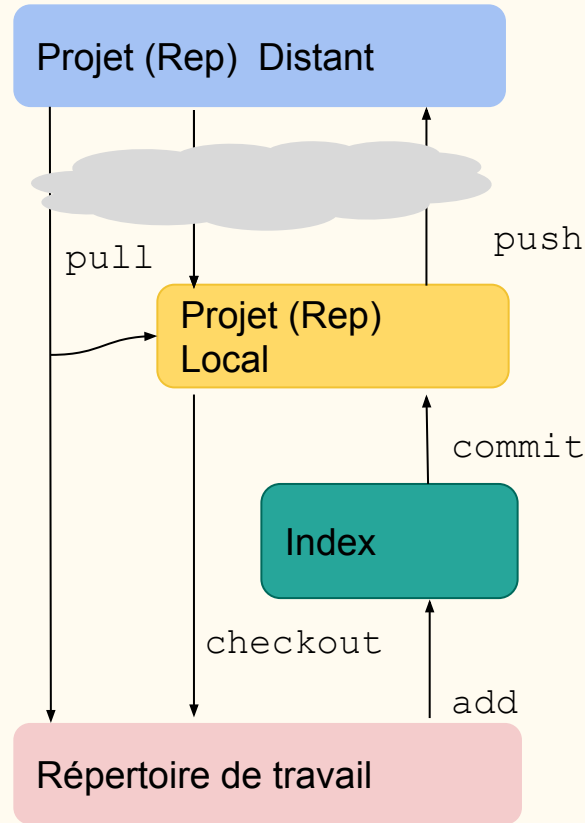 Projet (Rep)  Distant
pull
push
Projet (Rep)
Local
commit
Index
checkout
add
Répertoire de travail